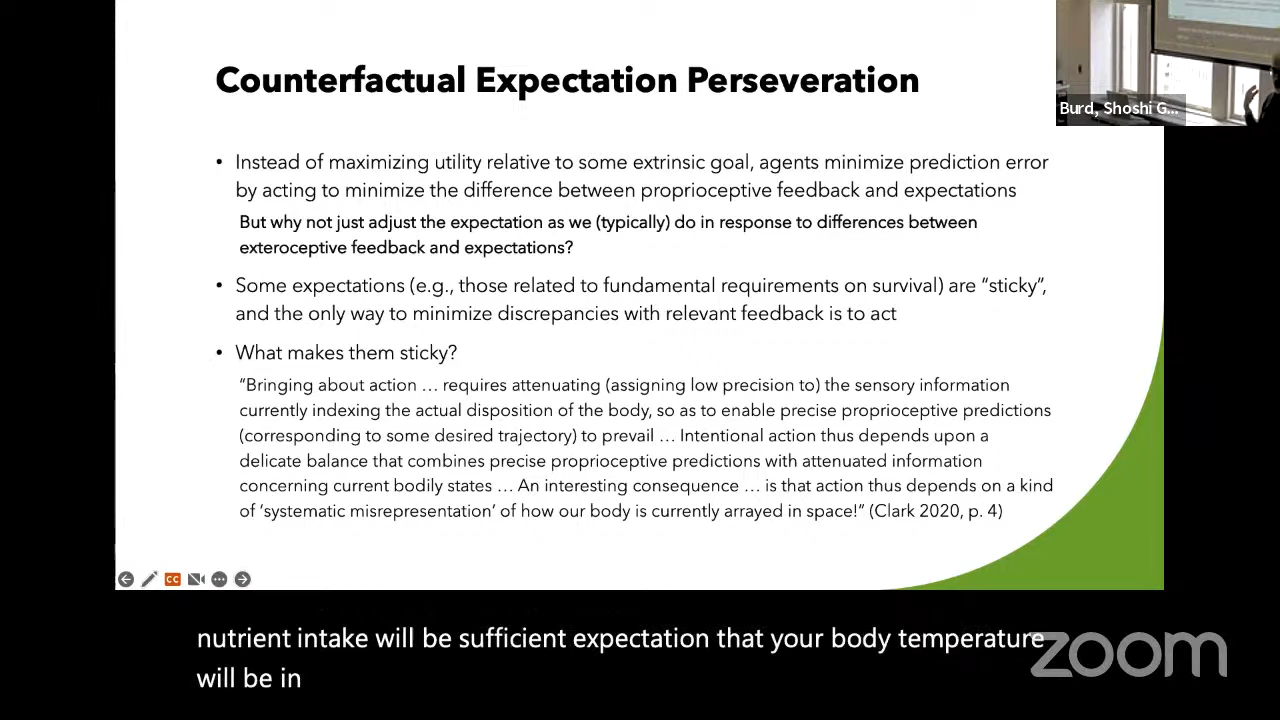 Counterfactual Expectation Perseveration
Burd, Shoshi G...
• Instead of maximizing utility relative to some extrinsic goal, agents minimize prediction error
by acting to minimize the difference between proprioceptive feedback and expectations
But why not just adjust the expectation as we (typically) do in response to differences between
exteroceptive feedback and expectations?
• Some expectations (e.g., those related to fundamental requirements on survival) are “sticky”,
and the only way to minimize discrepancies with relevant feedback is to act
• What makes them sticky?
“Bringing about action … requires attenuating (assigning low precision to) the sensory information
currently indexing the actual disposition of the body, so as to enable precise proprioceptive predictions
(corresponding to some desired trajectory) to prevail … Intentional action thus depends upon a
delicate balance that combines precise proprioceptive predictions with attenuated information
concerning current bodily states … An interesting consequence … is that action thus depends on a kind
of ‘systematic misrepresentation’ of how our body is currently arrayed in space!” (Clark 2020, p. 4)
CC
nutrient intake will be sufficient expectation that your body temperature
will be in
zoom